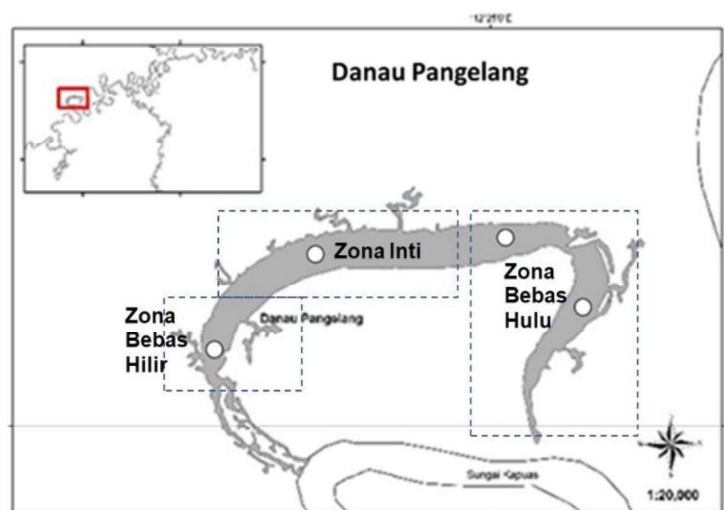 Danau Pangelang
Zona Inti
Zona
Bebas
Hulu
Zona
Bebas
Hilir
Danau Pangelang
Sungai Kapuas
1:20,000